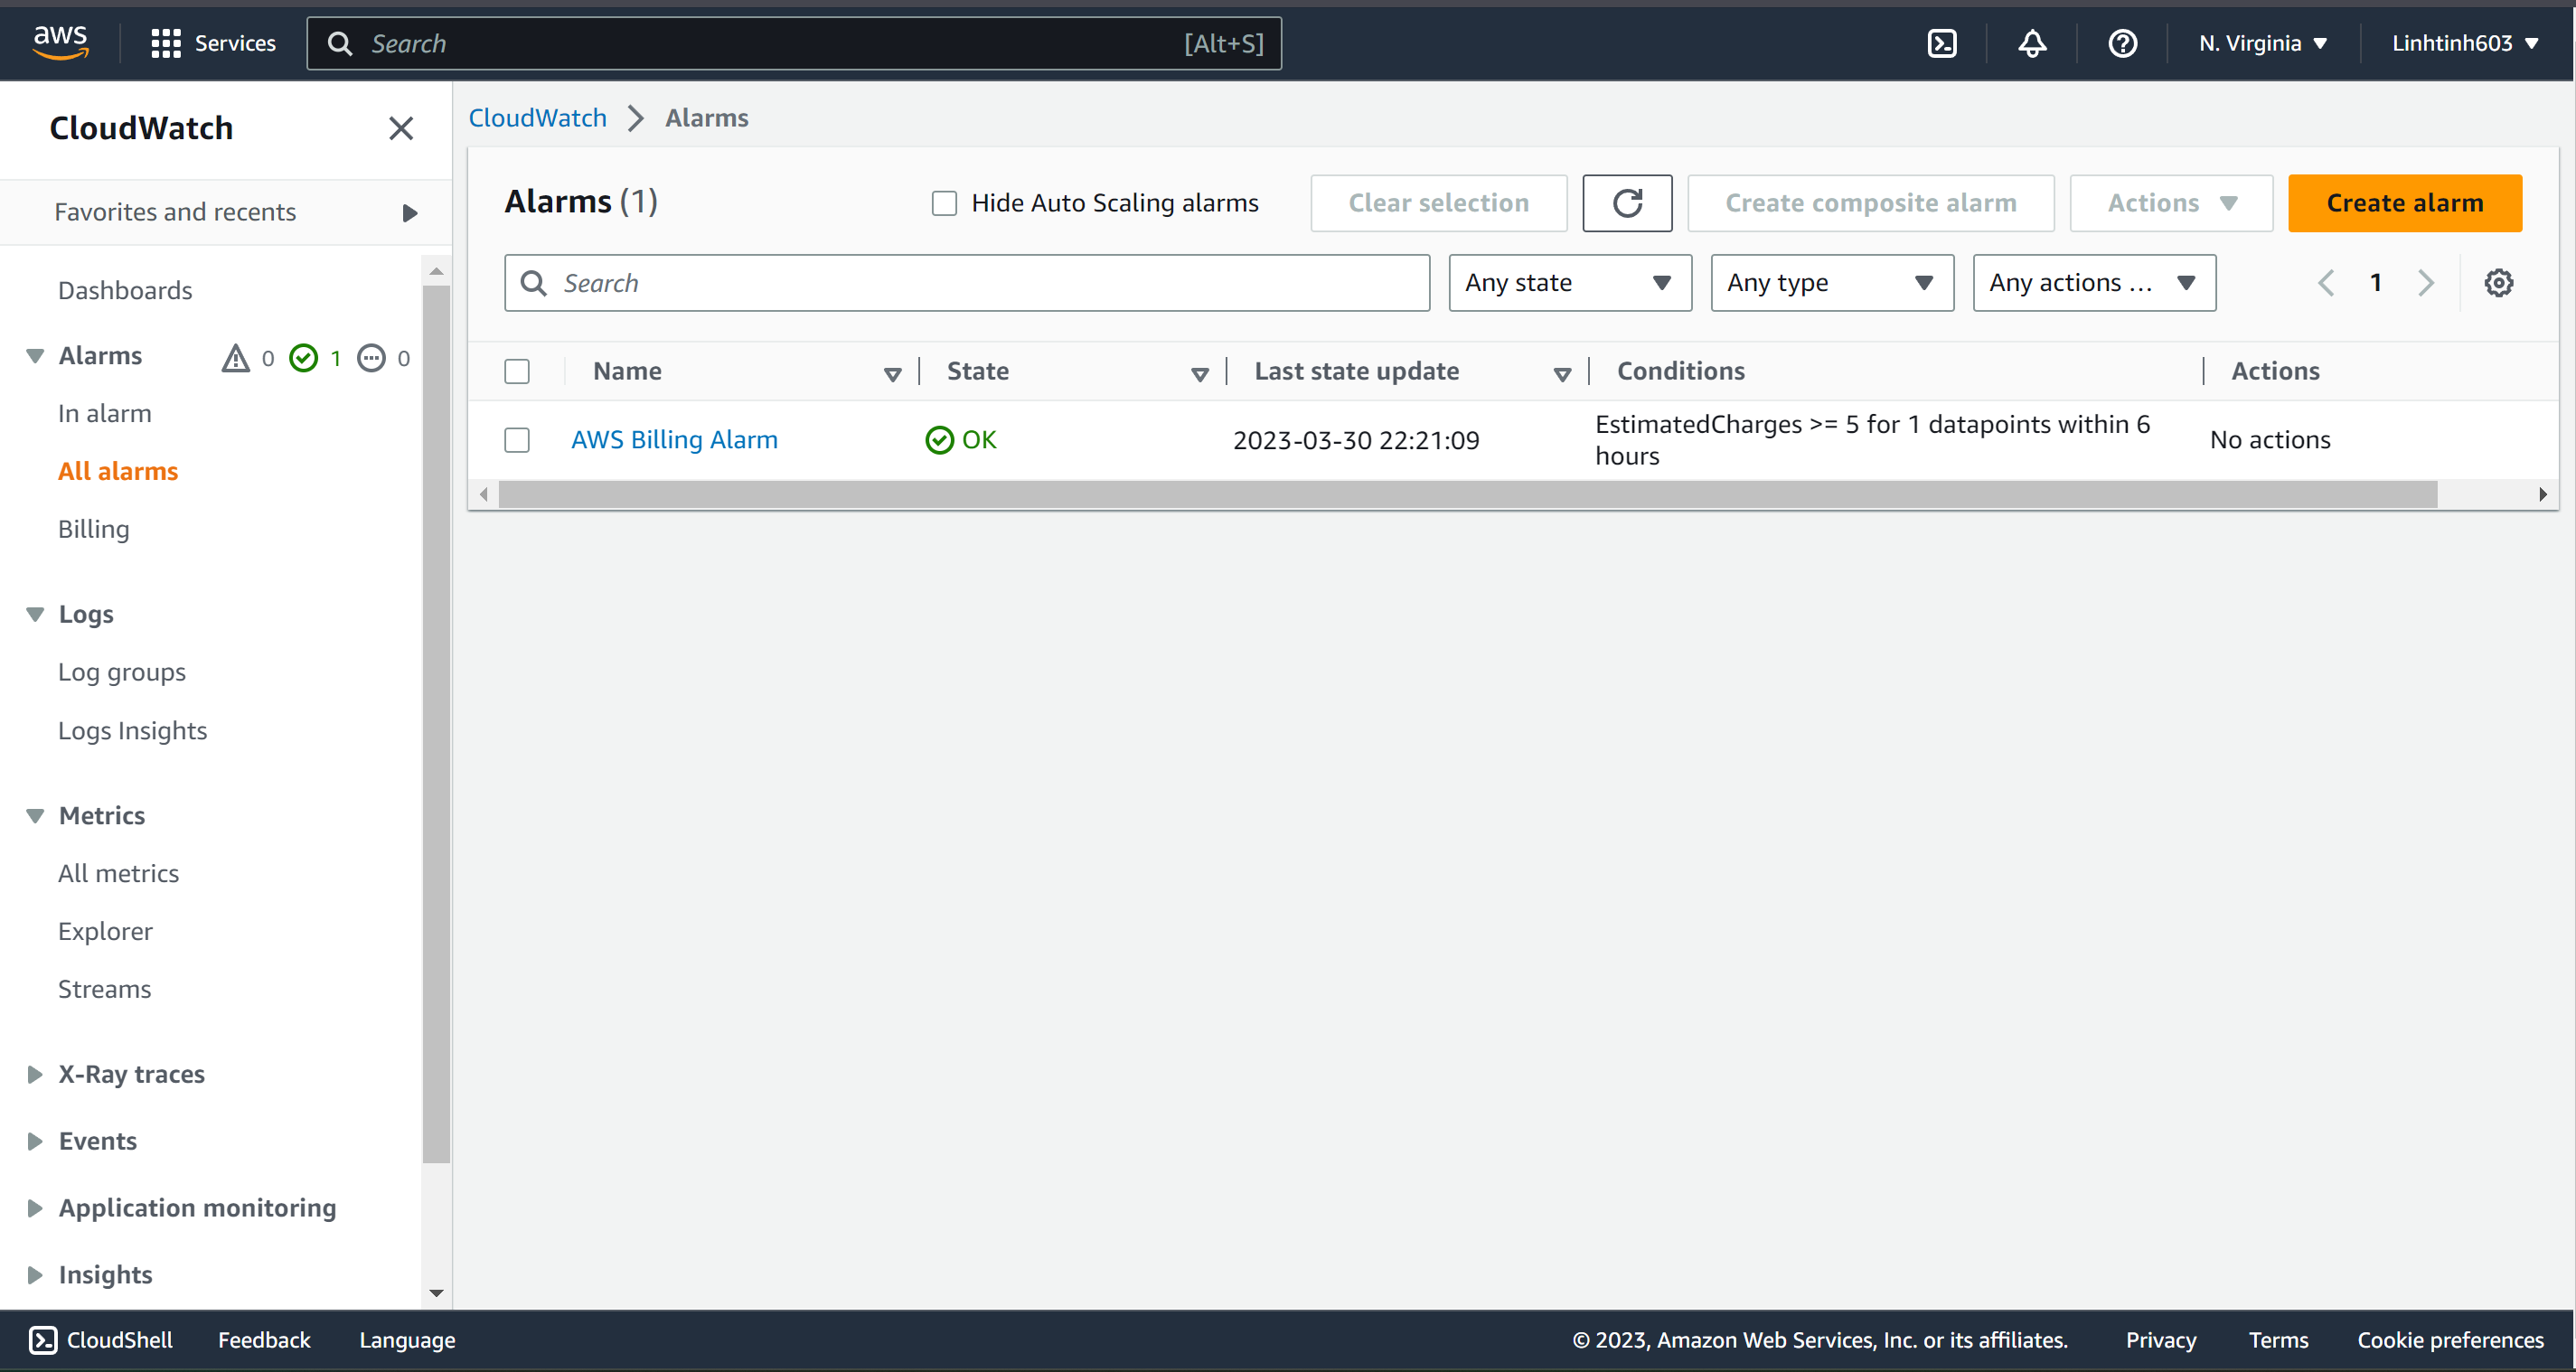 aws
Services
Search
[Alt+S]
N. Virginia
Linhtinh603
CloudWatch
Favorites and recents
Dashboards
Alarms 0 1 0
In alarm
All alarms
Billing
Logs
Log groups
Logs Insights
Metrics
All metrics
Explorer
Streams
X-Ray traces
Events
Application monitoring
Insights
CloudWatch > Alarms
Alarms (1)
Hide Auto Scaling alarms
Clear selection
Create composite alarm
Actions
Create alarm
Search
Any state
Any type
Any actions ...
1
Name State Last state update Conditions Actions
AWS Billing Alarm OK 2023-03-30 22:21:09 EstimatedCharges >= 5 for 1 datapoints within 6
hours
No actions
CloudShell Feedback Language
© 2023, Amazon Web Services, Inc. or its affiliates. Privacy Terms Cookie preferences